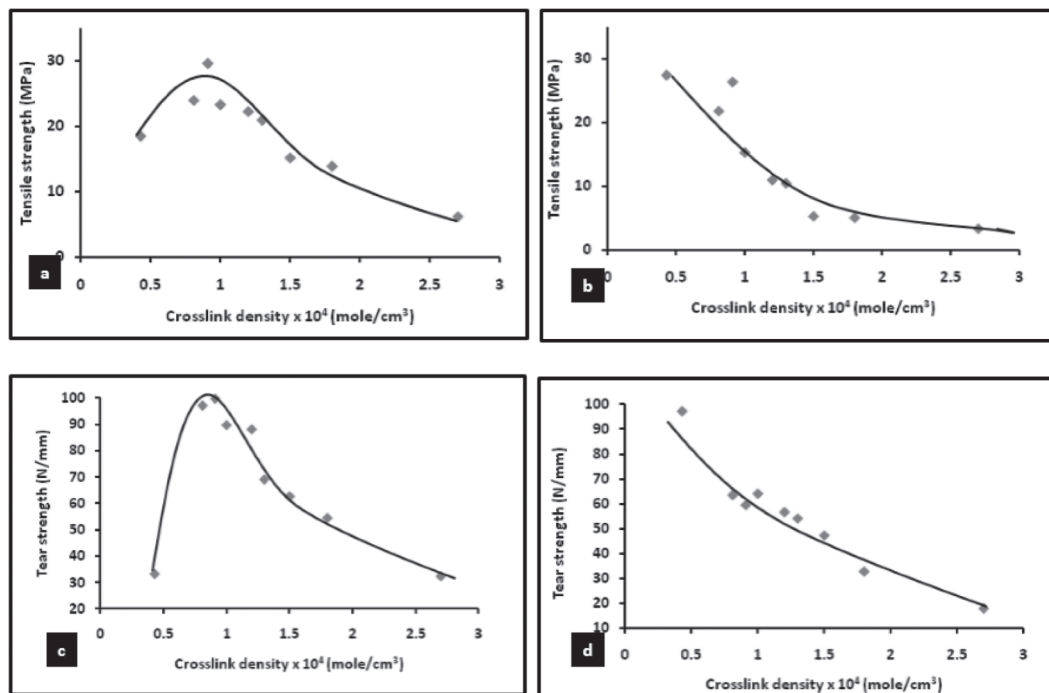 Tensile strength (MPa)
30
20
10
0
0 0.5 1 1.5 2 2.5 3
Crosslink density x 10⁴ (mole/cm³)
a
Tensile strength (MPa)
30
20
10
0
0 0.5 1 1.5 2 2.5 3
Crosslink density x 10⁴ (mole/cm³)
b
Tear strength (N/mm)
100
90
80
70
60
50
40
30
20
0 0.5 1 1.5 2 2.5 3
Crosslink density x 10⁴ (mole/cm³)
c
Tear strength (N/mm)
100
90
80
70
60
50
40
30
20
10
0 0.5 1 1.5 2 2.5 3
Crosslink density x 10⁴ (mole/cm³)
d